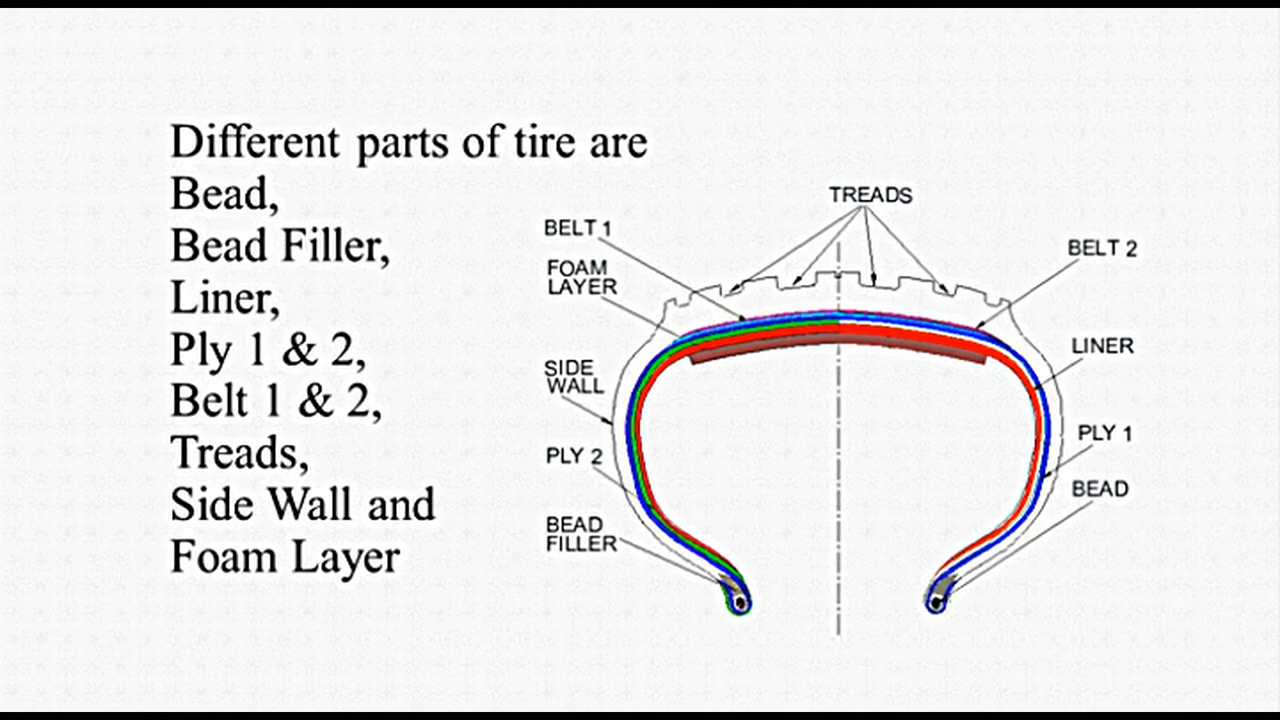 Different parts of tire are
Bead,
Bead Filler,
Liner,
Ply 1 & 2,
Belt 1 & 2,
Treads,
Side Wall and
Foam Layer
TREADS
BELT 1
BELT 2
FOAM
LAYER
LINER
SIDE
WALL
PLY 1
PLY 2
BEAD
BEAD
FILLER